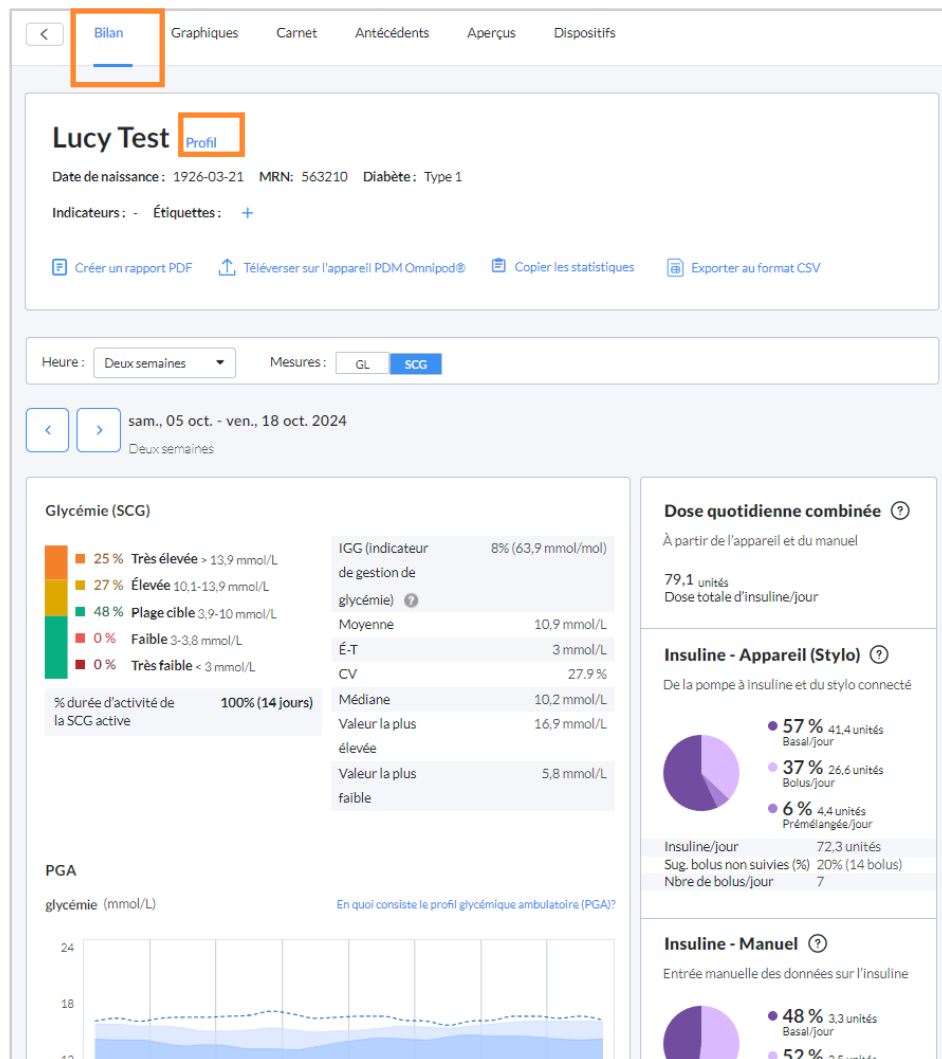 Bilan Graphiques Carnet Antécédents Aperçus Dispositifs
Lucy Test Profil
Date de naissance : 1926-03-21 MRN: 563210 Diabète : Type 1
Indicateurs : - Étiquettes : +
Créer un rapport PDF Téléverser sur l'appareil PDM Omnipod® Copier les statistiques Exporter au format CSV
Heure : Deux semaines Mesures : GL SCG
sam., 05 oct. - ven., 18 oct. 2024
Deux semaines
Glycémie (SCG)
25 % Très élevée > 13,9 mmol/L
27 % Élevée 10,1-13,9 mmol/L
48 % Plage cible 3,9-10 mmol/L
0 % Faible 3-3,8 mmol/L
0 % Très faible < 3 mmol/L
% durée d'activité de 100% (14 jours)
la SCG active
IGG (indicateur 8% (63,9 mmol/mol)
de gestion de
glycémie) ?
Moyenne 10,9 mmol/L
É-T 3 mmol/L
CV 27.9 %
Médiane 10,2 mmol/L
Valeur la plus 16,9 mmol/L
élevée
Valeur la plus 5,8 mmol/L
faible
PGA
glycémie (mmol/L) En quoi consiste le profil glycémique ambulatoire (PGA)?
24
18
12
Dose quotidienne combinée ?
À partir de l'appareil et du manuel
79,1 unités
Dose totale d'insuline/jour
Insuline - Appareil (Stylo) ?
De la pompe à insuline et du stylo connecté
57 % 41,4 unités
Basal/jour
37 % 26,6 unités
Bolus/jour
6 % 4,4 unités
Prémélangée/jour
Insuline/jour 72,3 unités
Sug. bolus non suivies (%) 20% (14 bolus)
Nbre de bolus/jour 7
Insuline - Manuel ?
Entrée manuelle des données sur l'insuline
48 % 3,3 unités
Basal/jour
52 % 3,5 unités